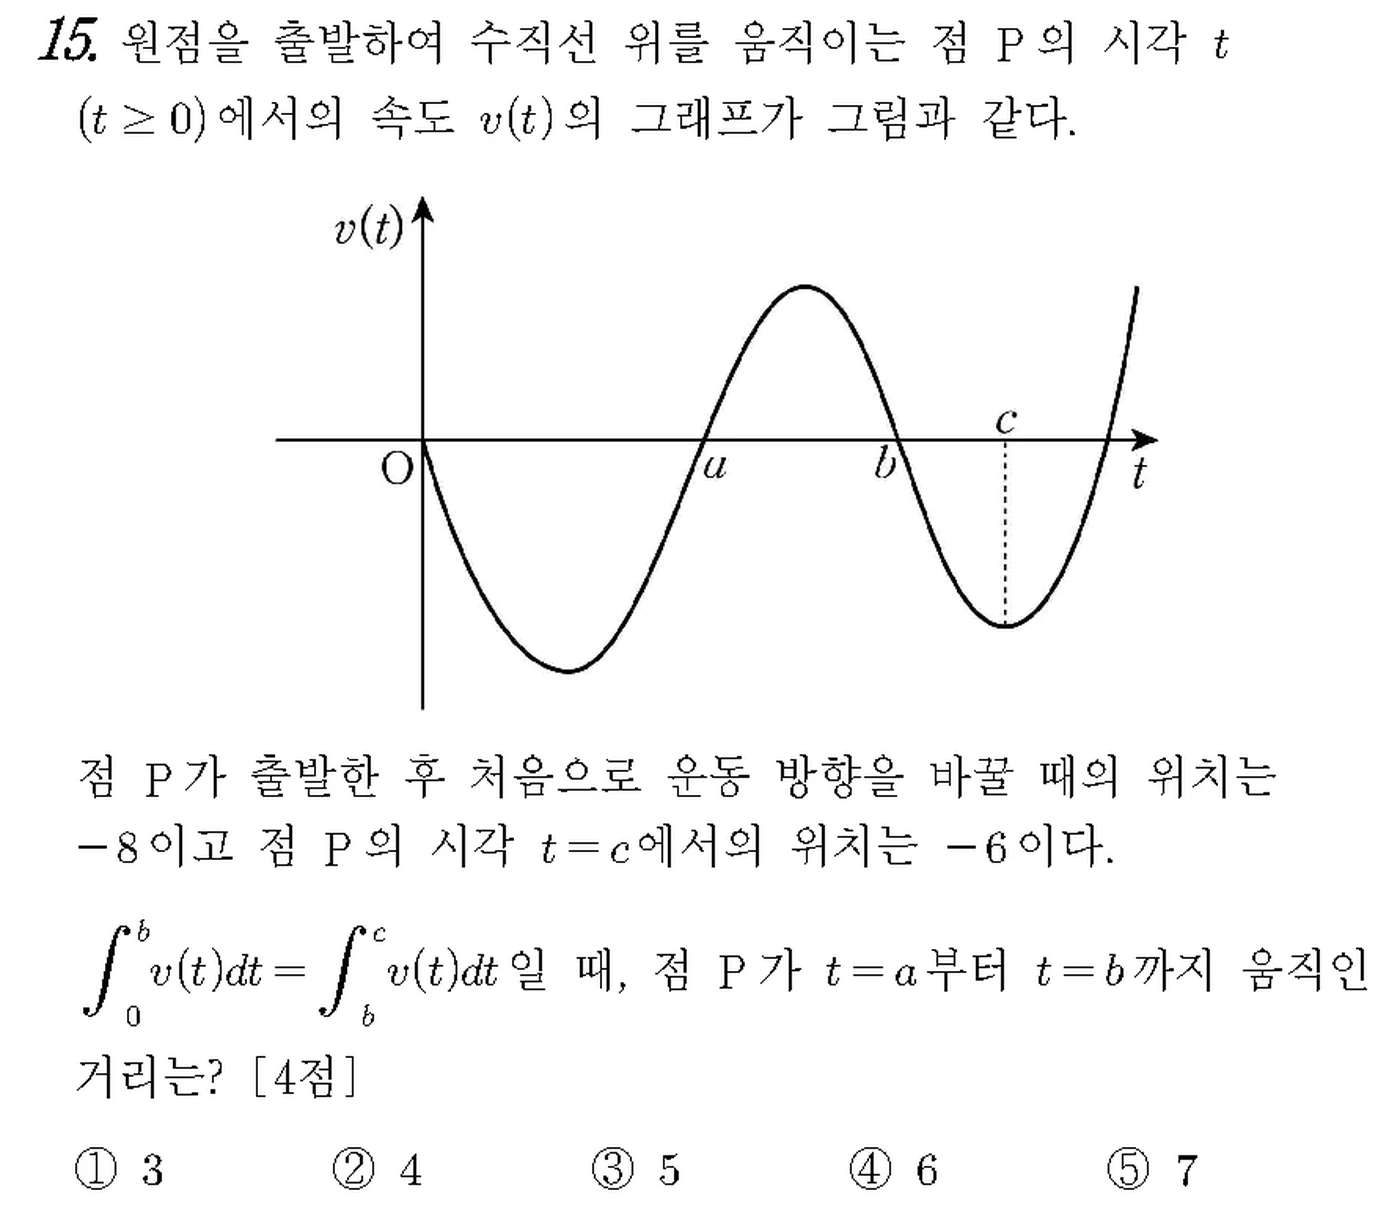 15. 원점을 출발하여 수직선 위를 움직이는 점 P의 시각 t
(t ≥ 0)에서의 속도 v(t)의 그래프가 그림과 같다.
v(t)
c
O
a
b
t
점 P가 출발한 후 처음으로 운동 방향을 바꿀 때의 위치는
−8이고 점 P의 시각 t=c에서의 위치는 −6이다.
∫₀ᵇ v(t)dt = ∫_b^c v(t)dt일 때, 점 P가 t=a부터 t=b까지 움직인
거리는? [4점]
① 3 ② 4 ③ 5 ④ 6 ⑤ 7